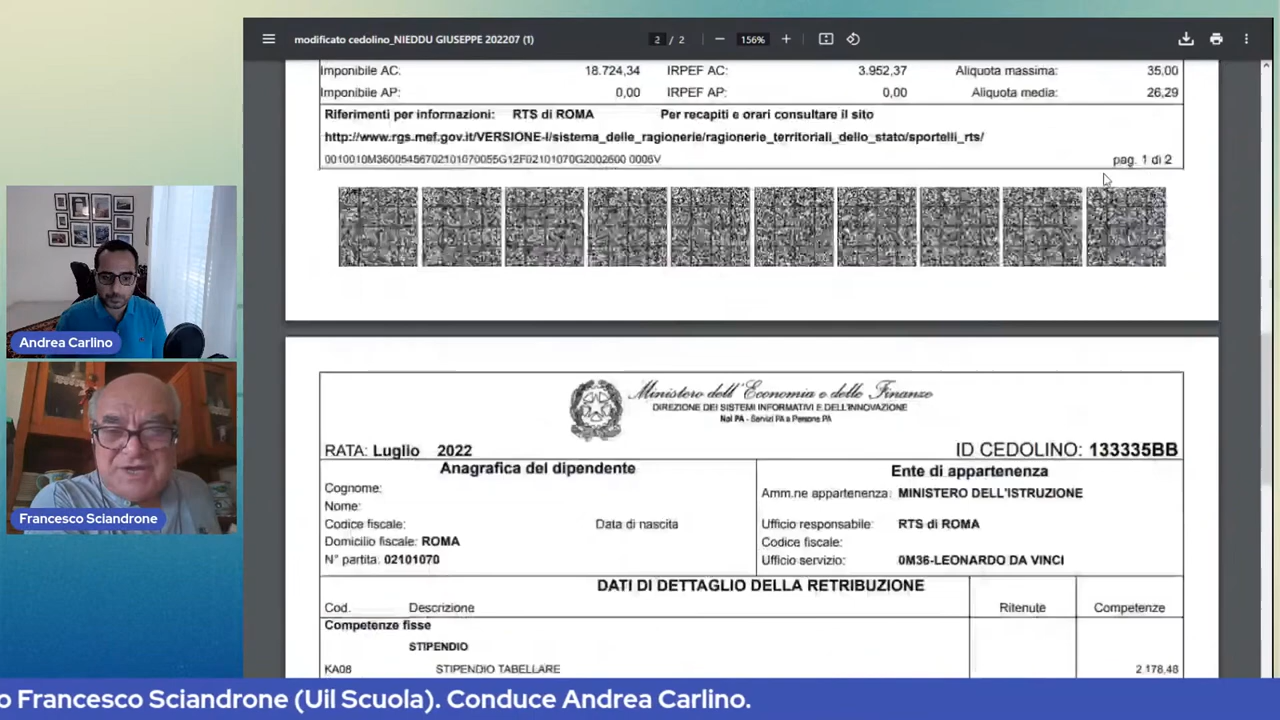 modificato cedolino_NIEDDU GIUSEPPE 202207 (1)
2 / 2
156%
Imponibile AC: 18.724,34 IRPEF AC: 3.952,37 Aliquota massima: 35,00
Imponibile AP: 0,00 IRPEF AP: 0,00 Aliquota media: 26,29
Riferimenti per informazioni: RTS di ROMA Per recapiti e orari consultare il sito
http://www.rgs.mef.gov.it/VERSIONE-I/sistema_delle_ragionerie/ragionerie_territoriali_dello_stato/sportelli_rts/
pag. 1 di 2
Ministero dell'Economia e delle Finanze
DIREZIONE DEI SISTEMI INFORMATIVI E DELL'INNOVAZIONE
Noi PA - Servizi PA a Persone PA
RATA: Luglio 2022 ID CEDOLINO: 133335BB
Anagrafica del dipendente
Cognome:
Nome:
Codice fiscale: Data di nascita
Domicilio fiscale: ROMA
N° partita: 02101070
Ente di appartenenza
Amm.ne appartenenza: MINISTERO DELL'ISTRUZIONE
Ufficio responsabile: RTS di ROMA
Codice fiscale:
Ufficio servizio: 0M36-LEONARDO DA VINCI
DATI DI DETTAGLIO DELLA RETRIBUZIONE
Cod. Descrizione Ritenute Competenze
Competenze fisse
STIPENDIO
KA08 STIPENDIO TABELLARE 2 178,48
Andrea Carlino
Francesco Sciandrone
o Francesco Sciandrone (Uil Scuola). Conduce Andrea Carlino.